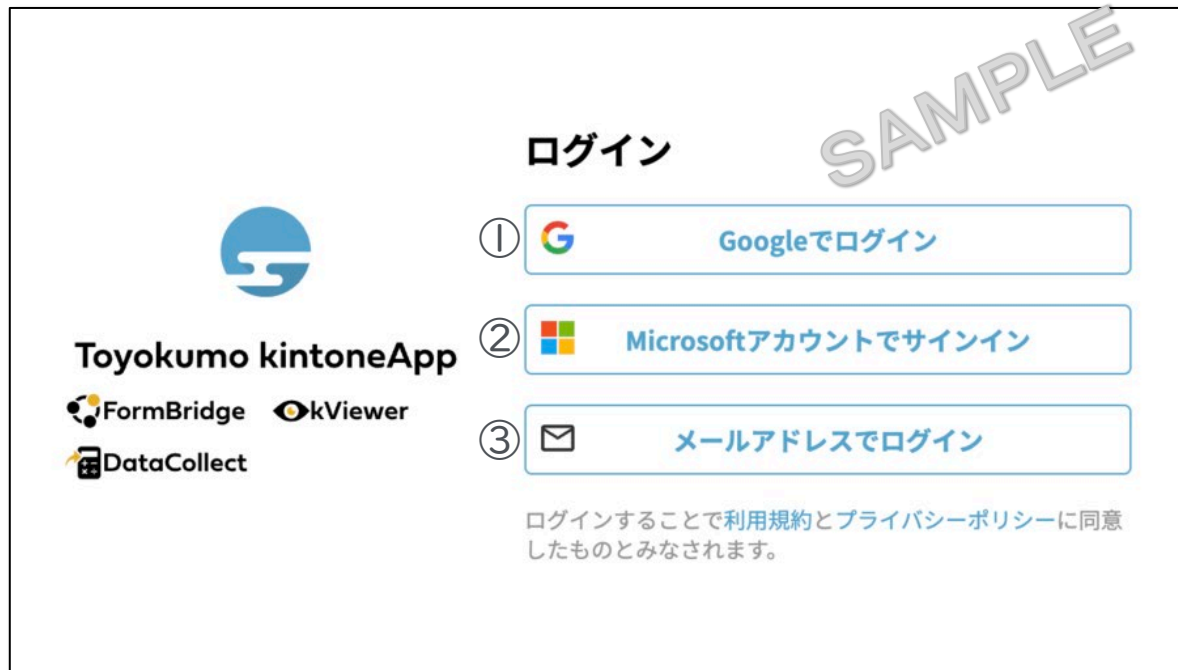 SAMPLE
ログイン
① Googleでログイン
② Microsoftアカウントでサインイン
③ メールアドレスでログイン
ログインすることで利用規約とプライバシーポリシーに同意
したものとみなされます。
Toyokumo kintoneApp
FormBridge kViewer
DataCollect